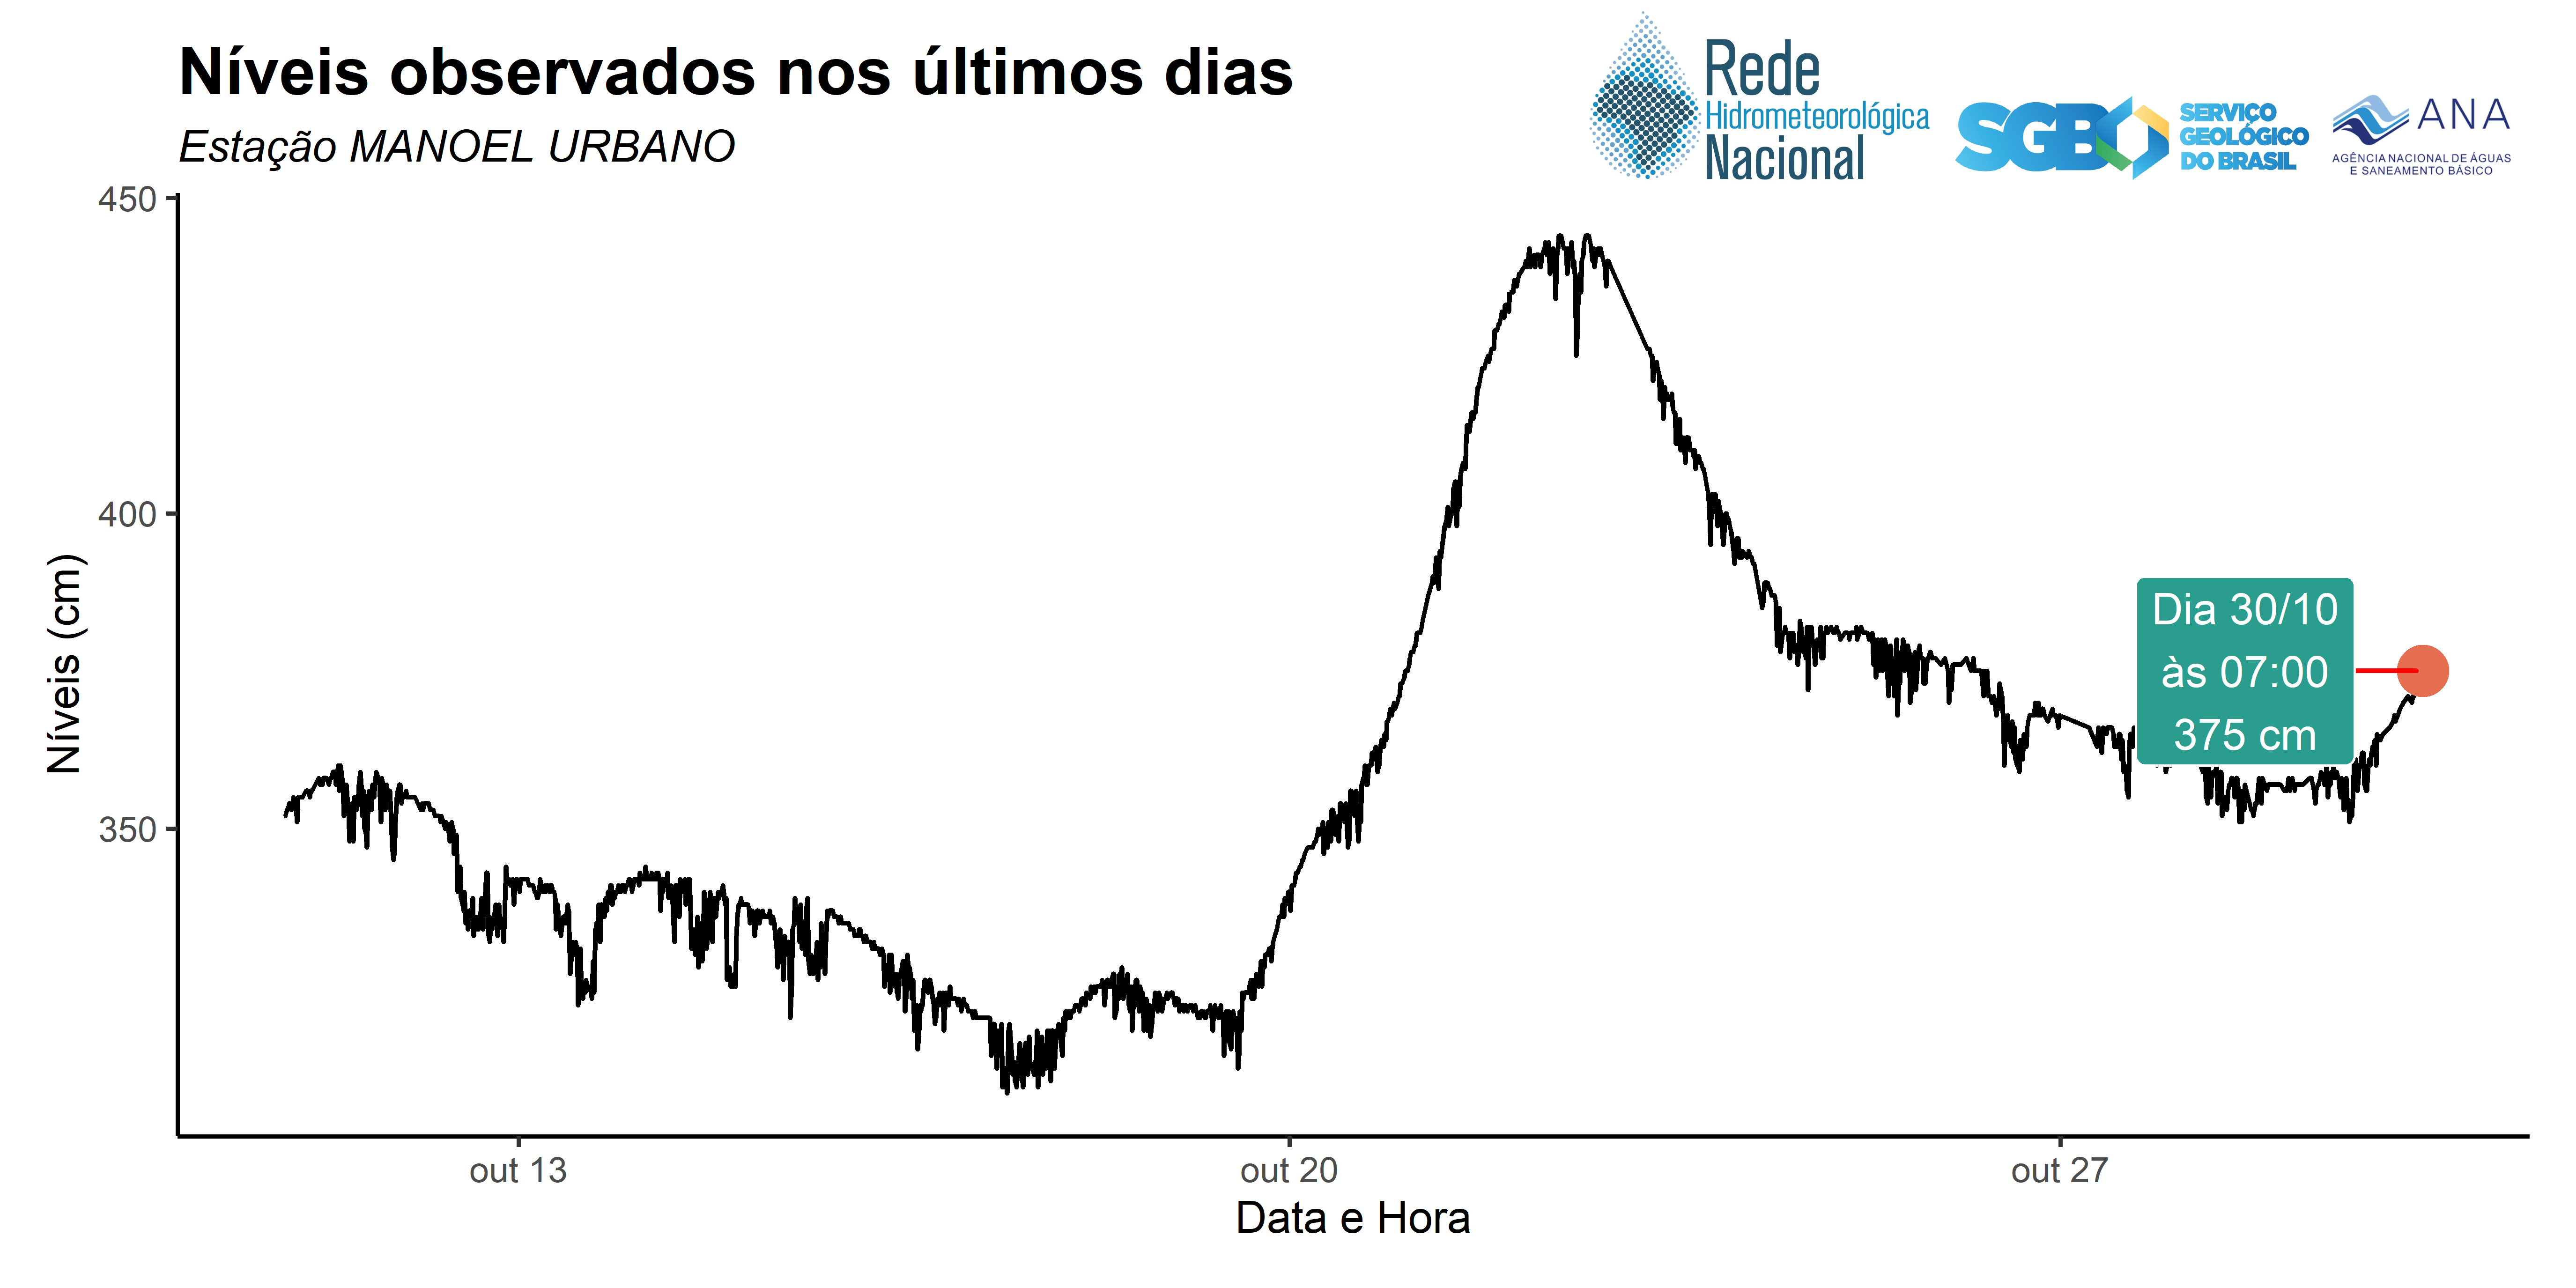 Níveis observados nos últimos dias
Estação MANOEL URBANO
Rede
Hidrometeorológica
Nacional
SGB
SERVIÇO
GEOLÓGICO
DO BRASIL
ANA
AGÊNCIA NACIONAL DE ÁGUAS
E SANEAMENTO BÁSICO
Níveis (cm)
450
400
350
Dia 30/10
às 07:00
375 cm
out 13
out 20
out 27
Data e Hora